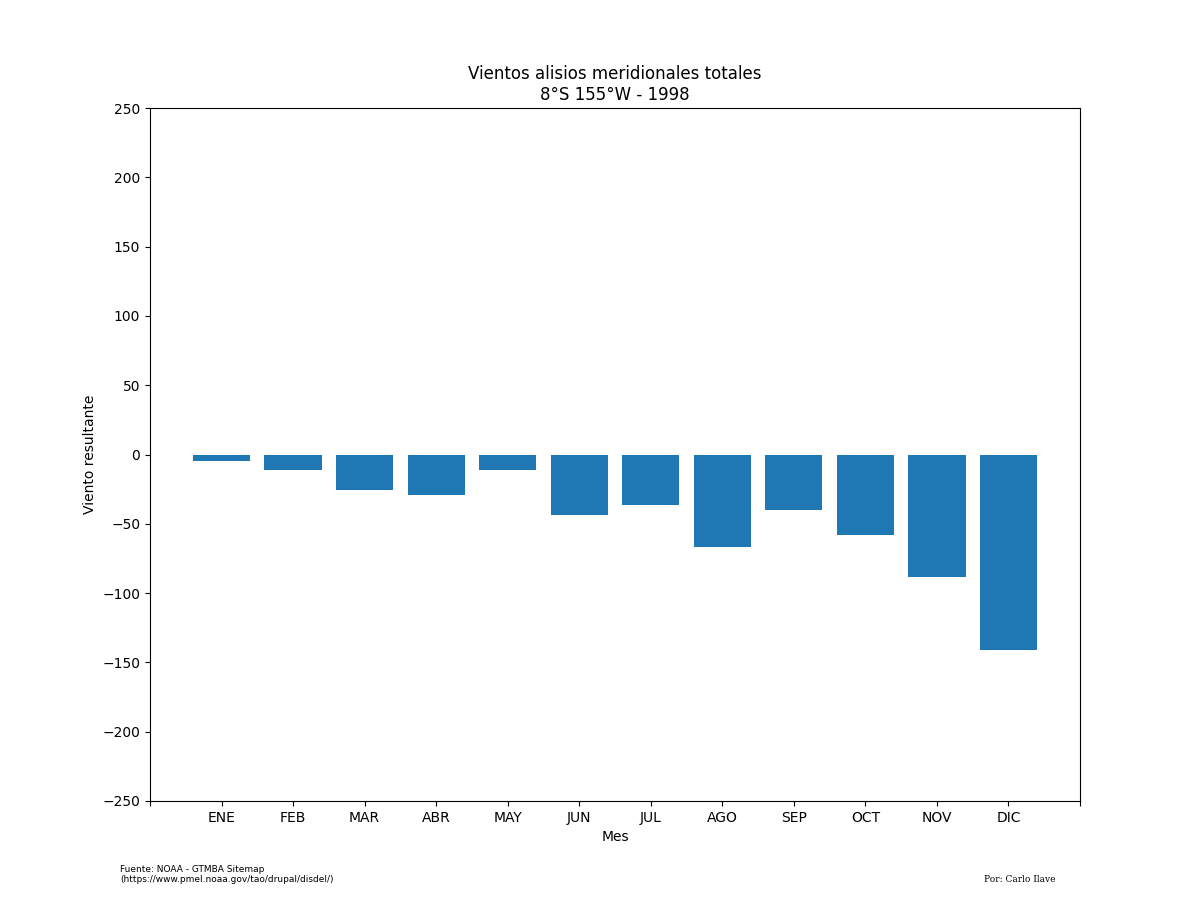 Vientos alisios meridionales totales
8°S 155°W - 1998
250
200
150
100
50
0
−50
−100
−150
−200
−250
Viento resultante
ENE FEB MAR ABR MAY JUN JUL AGO SEP OCT NOV DIC
Mes
Fuente: NOAA - GTMBA Sitemap
(https://www.pmel.noaa.gov/tao/drupal/disdel/)
Por: Carlo Ilave